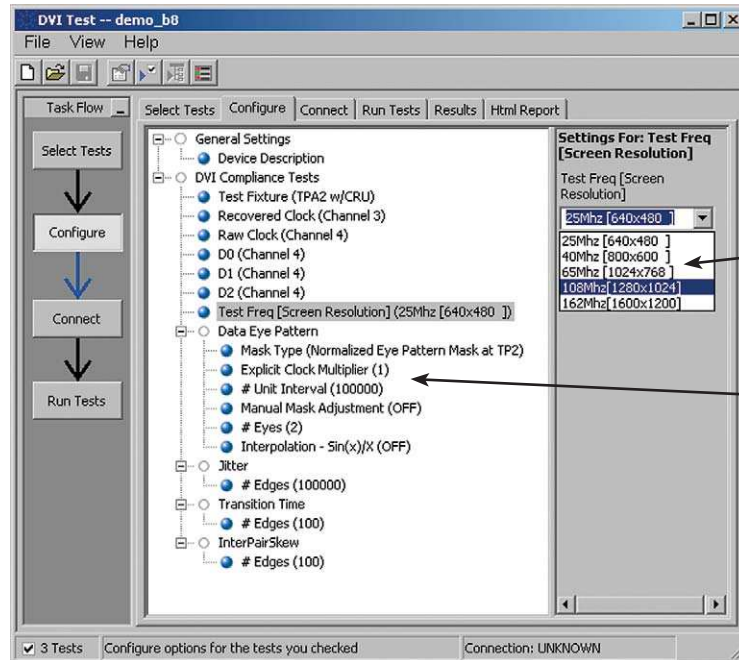 DVI Test -- demo_b8
File View Help
Task Flow
Select Tests
Configure
Connect
Run Tests
Select Tests Configure Connect Run Tests Results Html Report
General Settings
Device Description
DVI Compliance Tests
Test Fixture (TPA2 w/CRU)
Recovered Clock (Channel 3)
Raw Clock (Channel 4)
D0 (Channel 4)
D1 (Channel 4)
D2 (Channel 4)
Test Freq [Screen Resolution] (25Mhz [640x480 ])
Data Eye Pattern
Mask Type (Normalized Eye Pattern Mask at TP2)
Explicit Clock Multiplier (1)
# Unit Interval (100000)
Manual Mask Adjustment (OFF)
# Eyes (2)
Interpolation - Sin(x)/X (OFF)
Jitter
# Edges (100000)
Transition Time
# Edges (100)
InterPairSkew
# Edges (100)
Settings For: Test Freq
[Screen Resolution]
Test Freq [Screen
Resolution]
25Mhz [640x480 ]
25Mhz [640x480 ]
40Mhz [800x600 ]
65Mhz [1024x768 ]
108Mhz[1280x1024]
162Mhz[1600x1200]
3 Tests Configure options for the tests you checked Connection: UNKNOWN